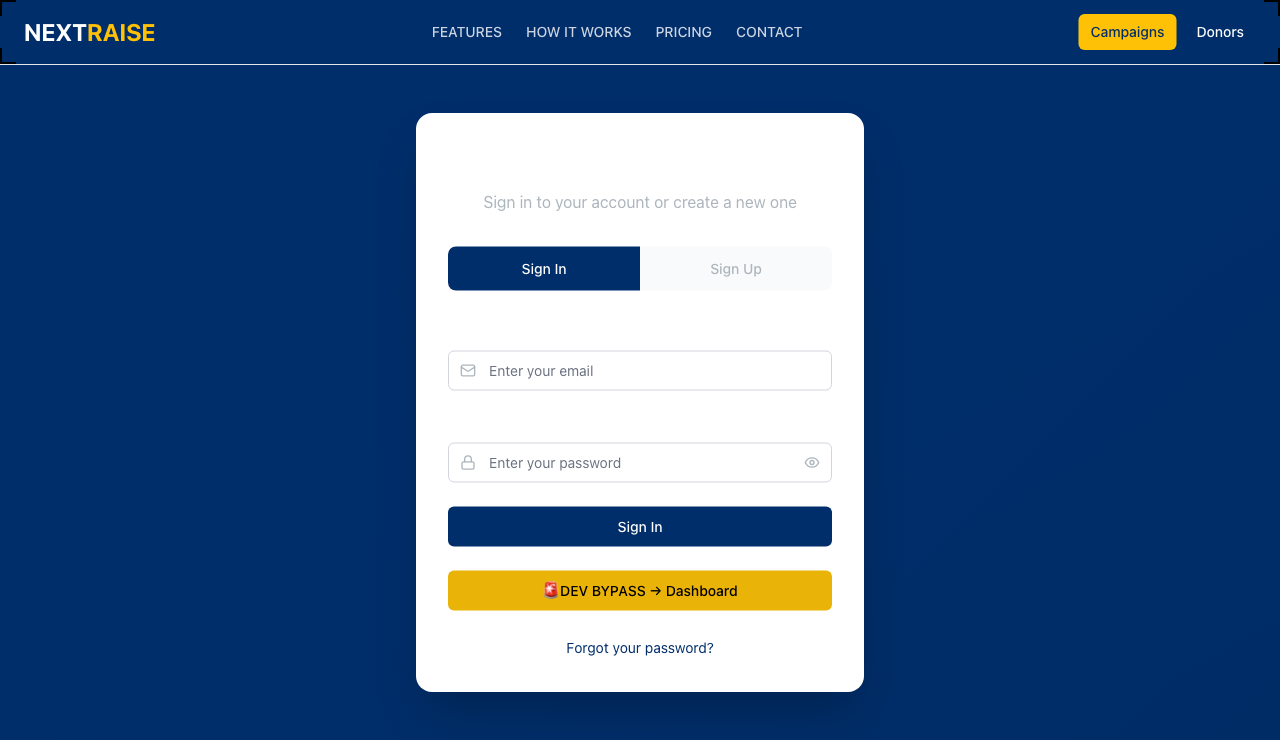 NEXTRAISE
FEATURES HOW IT WORKS PRICING CONTACT
Campaigns Donors
Sign in to your account or create a new one
Sign In Sign Up
Enter your email
Enter your password
Sign In
🚨DEV BYPASS → Dashboard
Forgot your password?